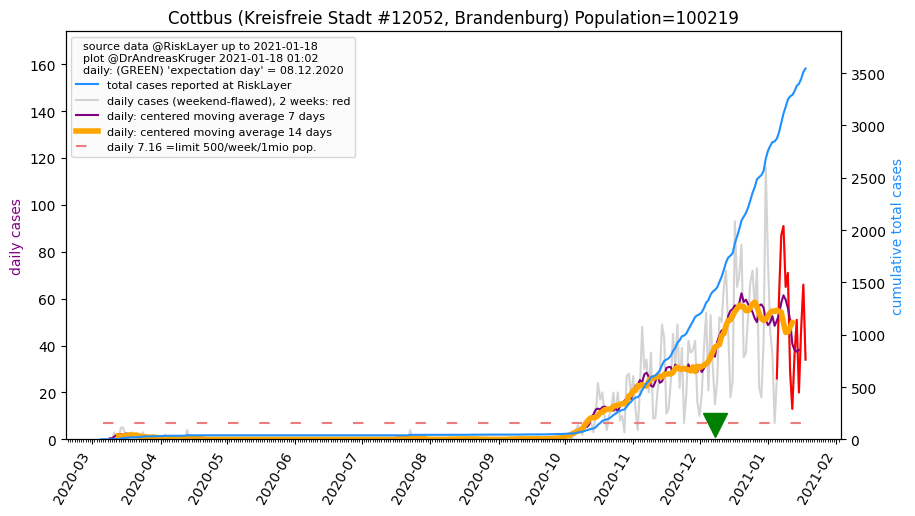 Cottbus (Kreisfreie Stadt #12052, Brandenburg) Population=100219
source data @RiskLayer up to 2021-01-18
plot @DrAndreasKruger 2021-01-18 01:02
daily: (GREEN) 'expectation day' = 08.12.2020
total cases reported at RiskLayer
daily cases (weekend-flawed), 2 weeks: red
daily: centered moving average 7 days
daily: centered moving average 14 days
daily 7.16 =limit 500/week/1mio pop.
daily cases
160
140
120
100
80
60
40
20
0
cumulative total cases
3500
3000
2500
2000
1500
1000
500
0
2020-03
2020-04
2020-05
2020-06
2020-07
2020-08
2020-09
2020-10
2020-11
2020-12
2021-01
2021-02